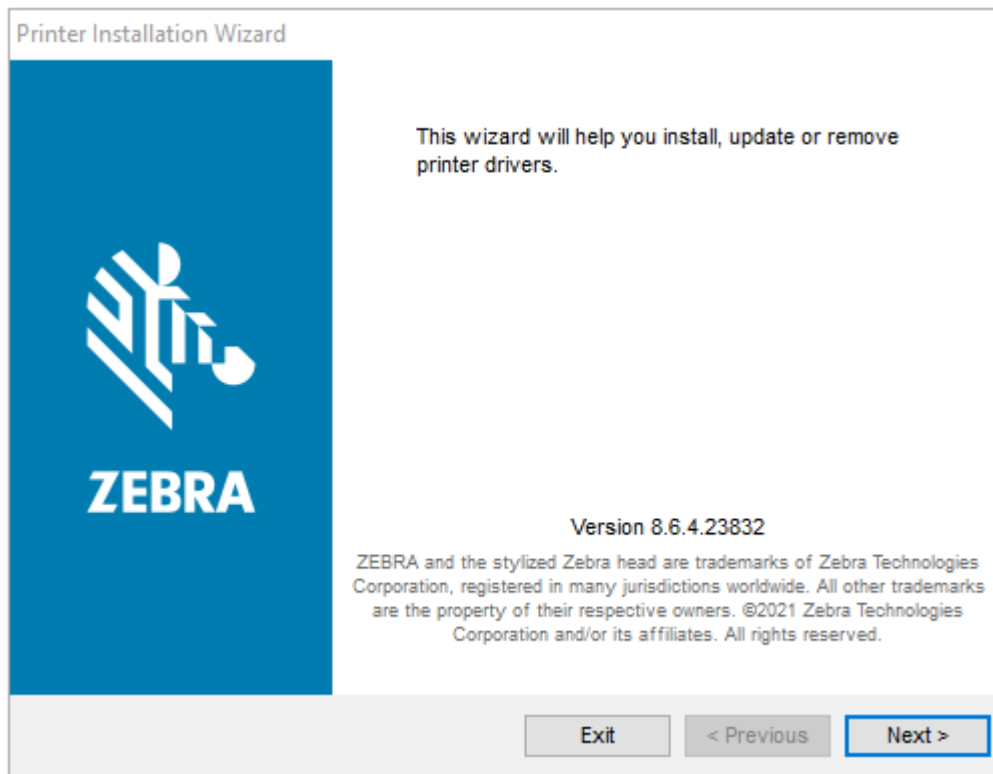 Printer Installation Wizard
This wizard will help you install, update or remove
printer drivers.
ZEBRA
Version 8.6.4.23832
ZEBRA and the stylized Zebra head are trademarks of Zebra Technologies
Corporation, registered in many jurisdictions worldwide. All other trademarks
are the property of their respective owners. ©2021 Zebra Technologies
Corporation and/or its affiliates. All rights reserved.
Exit
< Previous
Next >